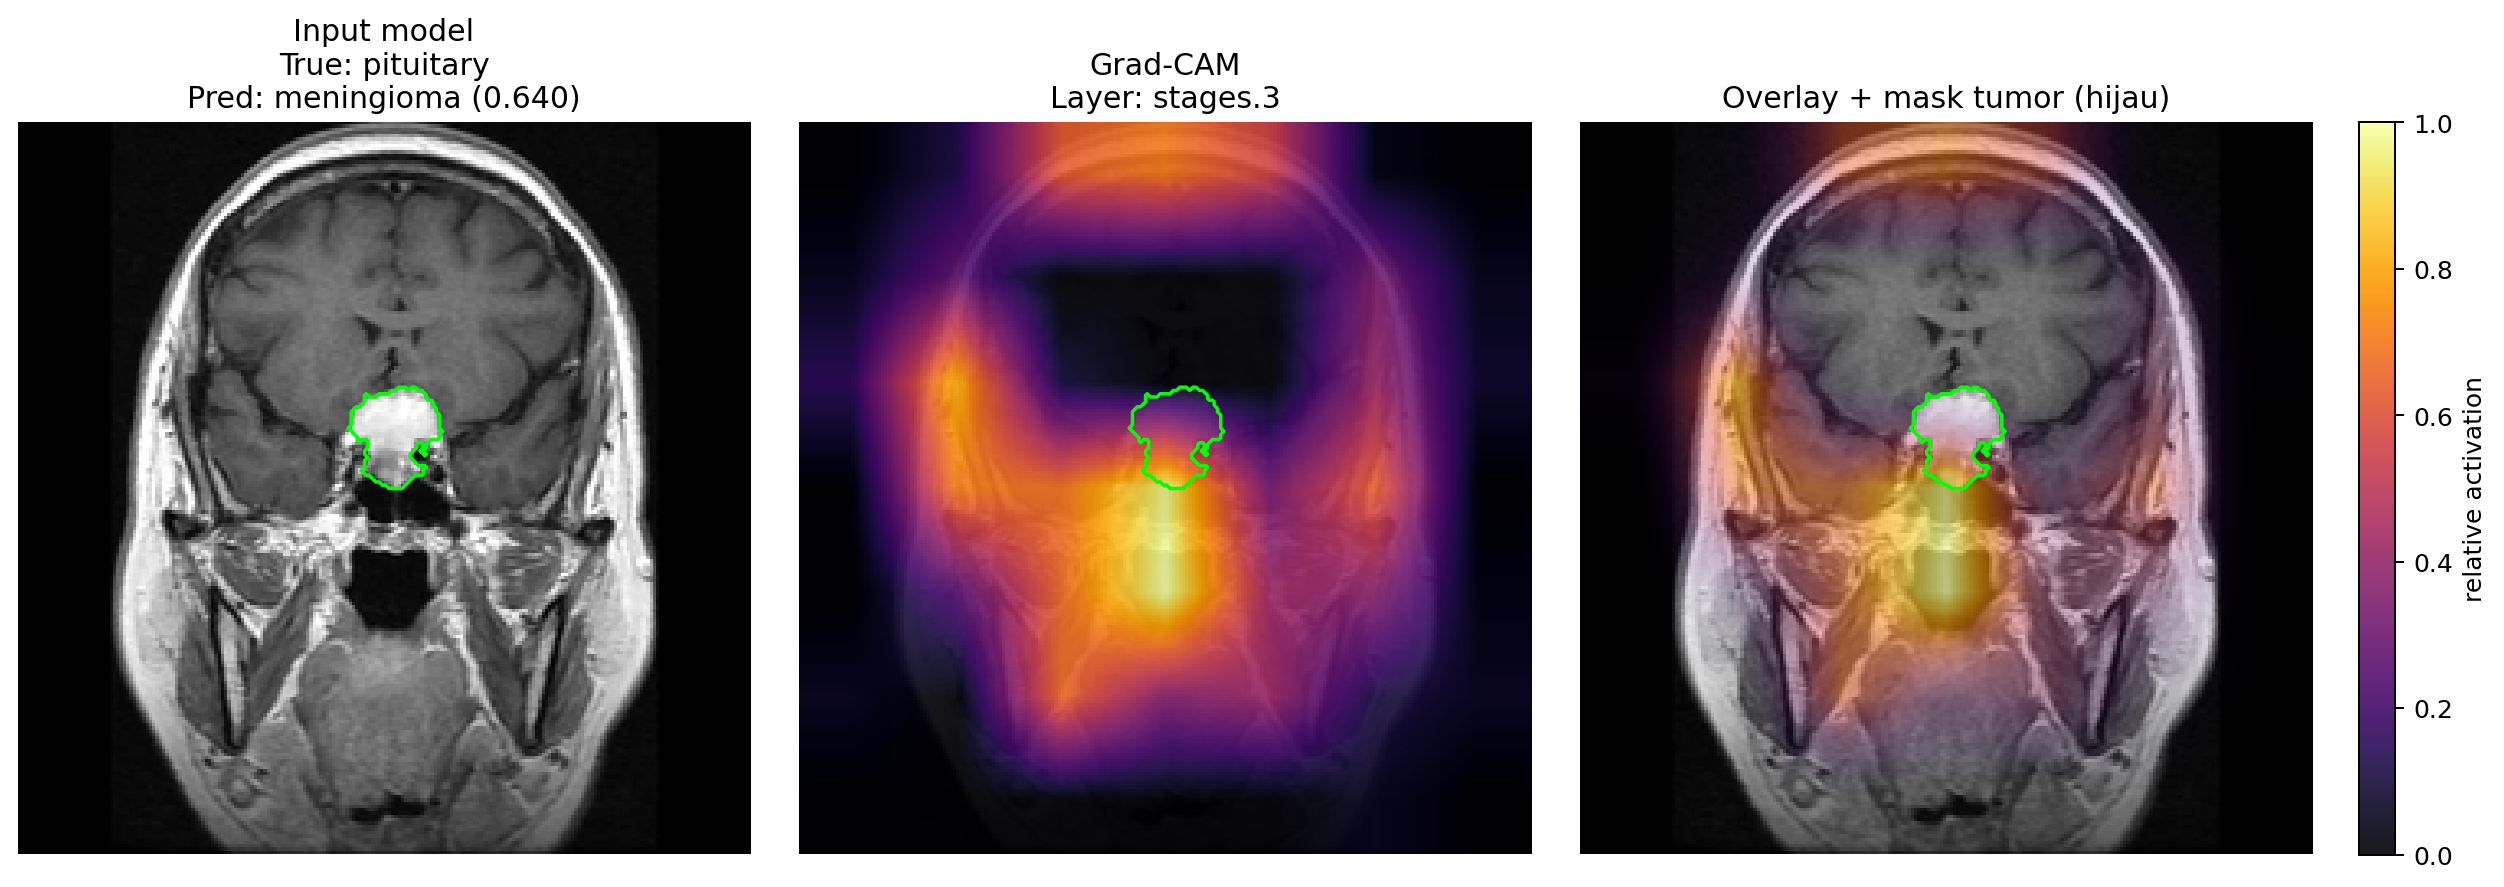 Input model
True: pituitary
Pred: meningioma (0.640)
Grad-CAM
Layer: stages.3
Overlay + mask tumor (hijau)
1.0
0.8
0.6
0.4
0.2
0.0
relative activation